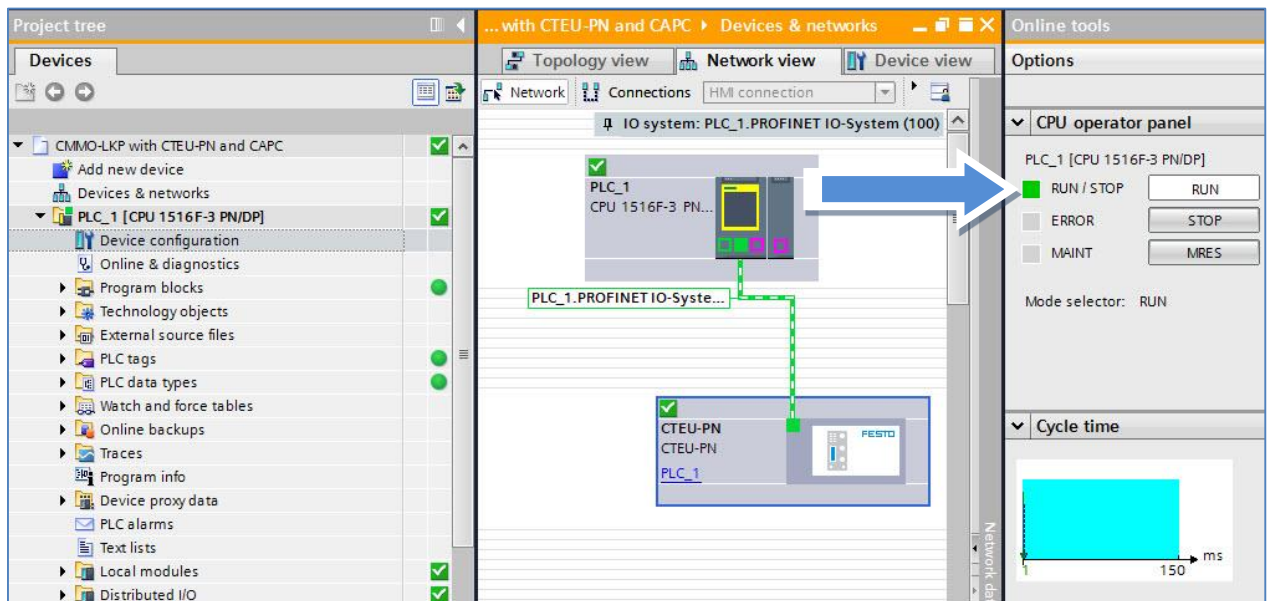 Project tree
Devices
CMMO-LKP with CTEU-PN and CAPC
Add new device
Devices & networks
PLC_1 [CPU 1516F-3 PN/DP]
Device configuration
Online & diagnostics
Program blocks
Technology objects
External source files
PLC tags
PLC data types
Watch and force tables
Online backups
Traces
Program info
Device proxy data
PLC alarms
Text lists
Local modules
Distributed I/O
... with CTEU-PN and CAPC Devices & networks
Topology view Network view Device view
Network Connections HMI connection
IO system: PLC_1.PROFINET IO-System (100)
PLC_1
CPU 1516F-3 PN...
PLC_1.PROFINET IO-Syste...
CTEU-PN
CTEU-PN
PLC_1
FESTO
Network da
Online tools
Options
CPU operator panel
PLC_1 [CPU 1516F-3 PN/DP]
RUN / STOP RUN
ERROR STOP
MAINT MRES
Mode selector: RUN
Cycle time
ms
1 150